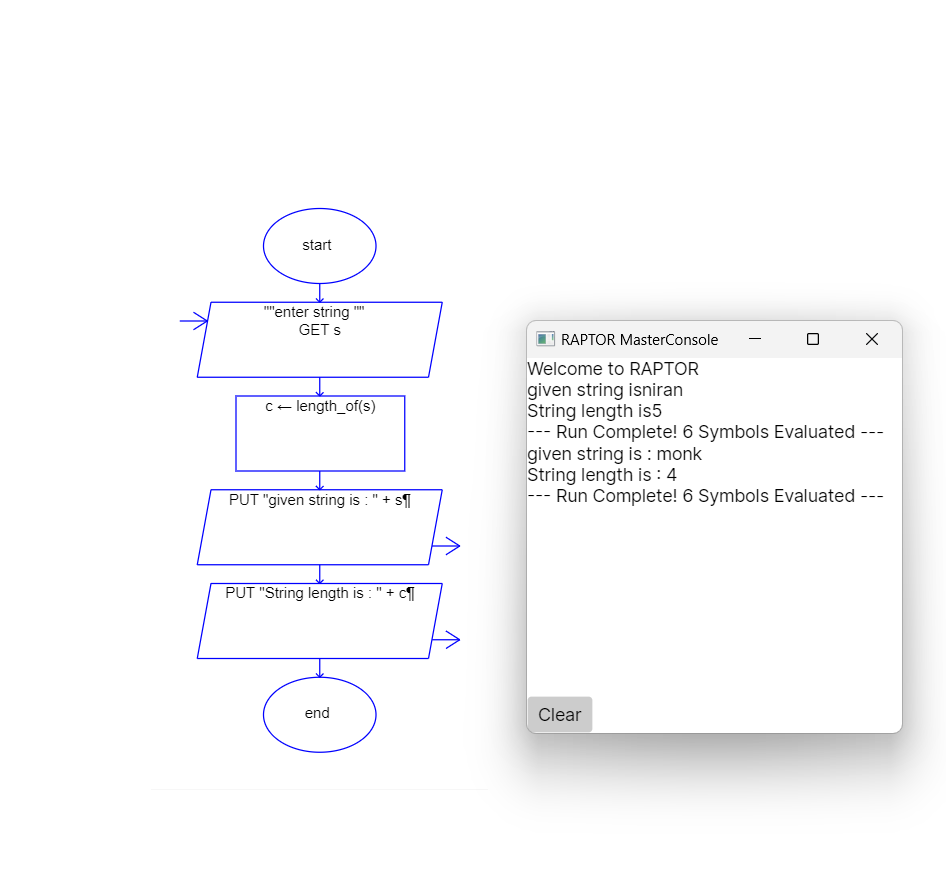 start
""enter string ""
GET s
c ← length_of(s)
PUT "given string is : " + s¶
PUT "String length is : " + c¶
end
RAPTOR MasterConsole
Welcome to RAPTOR
given string isniran
String length is5
--- Run Complete! 6 Symbols Evaluated ---
given string is : monk
String length is : 4
--- Run Complete! 6 Symbols Evaluated ---
Clear